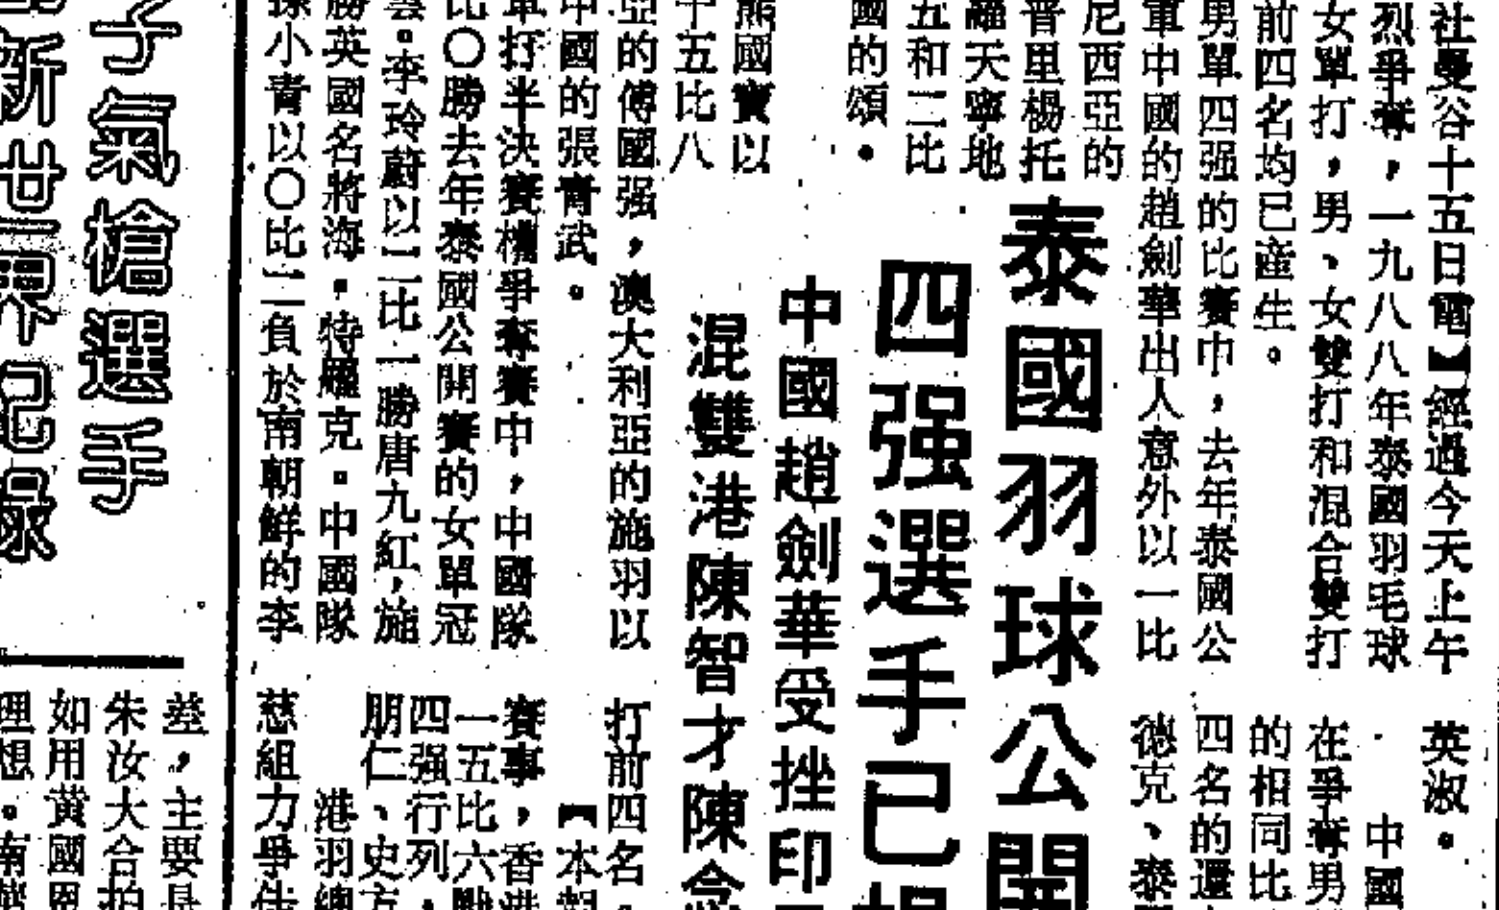 社曼谷十五日電】經過今天上午
烈爭奪，一九八八年泰國羽毛球
女單打，男、女雙打和混合雙打
前四名均已產生。
男單四强的比賽中，去年泰國公
軍中國的趙劍華出人意外以一比
尼西亞的
普里楊托
羅天寧地
五和二比
國的頌。
泰國羽球公開
四强選手已
中國趙劍華受挫印
混雙港陳智才陳念
熊國寶以
十五比八
亞的傅國强，澳大利亞的施羽以
中國的張青武。
單打半決賽權爭奪賽中，中國隊
比〇勝去年泰國公開賽的女單冠
雲。李玲蔚以二比一勝唐九紅，施
勝英國名將海。特羅克。中國隊
孫小青以〇比二負於南朝鮮的李
英淑。
中國
在爭奪男
的相同比
四名的還
德克、泰
打前四名
【本報
賽事，香港
一五比六戰
四强行列，
朋仁、史方
港羽總
慈組力爭佳
子氣槍選手
新世界紀錄
差，主要是
朱汝大合拍
如用黃國恩
理想。南